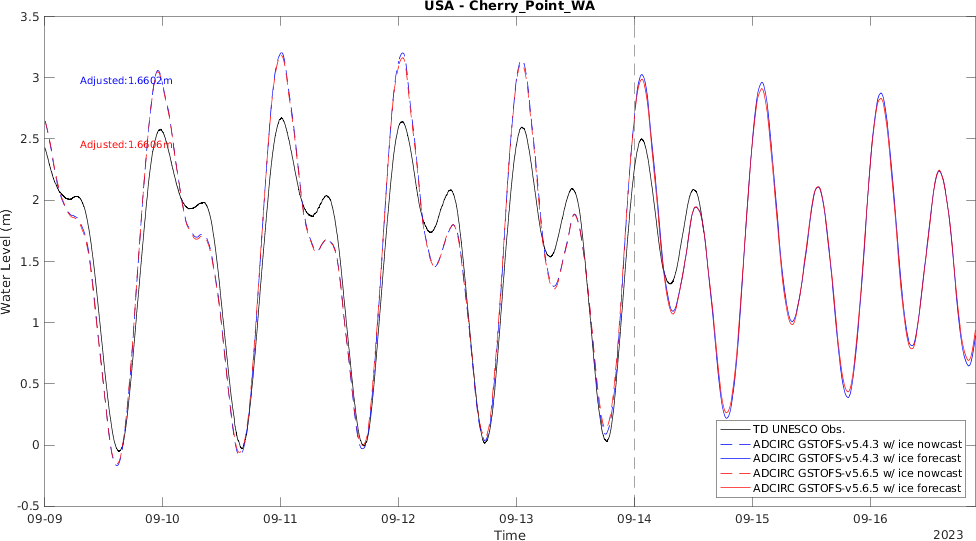 USA - Cherry_Point_WA
3.5
3
2.5
2
1.5
1
0.5
0
-0.5
Water Level (m)
Adjusted:1.6602m
Adjusted:1.6606m
TD UNESCO Obs.
ADCIRC GSTOFS-v5.4.3 w/ ice nowcast
ADCIRC GSTOFS-v5.4.3 w/ ice forecast
ADCIRC GSTOFS-v5.6.5 w/ ice nowcast
ADCIRC GSTOFS-v5.6.5 w/ ice forecast
09-09 09-10 09-11 09-12 09-13 09-14 09-15 09-16
Time
2023